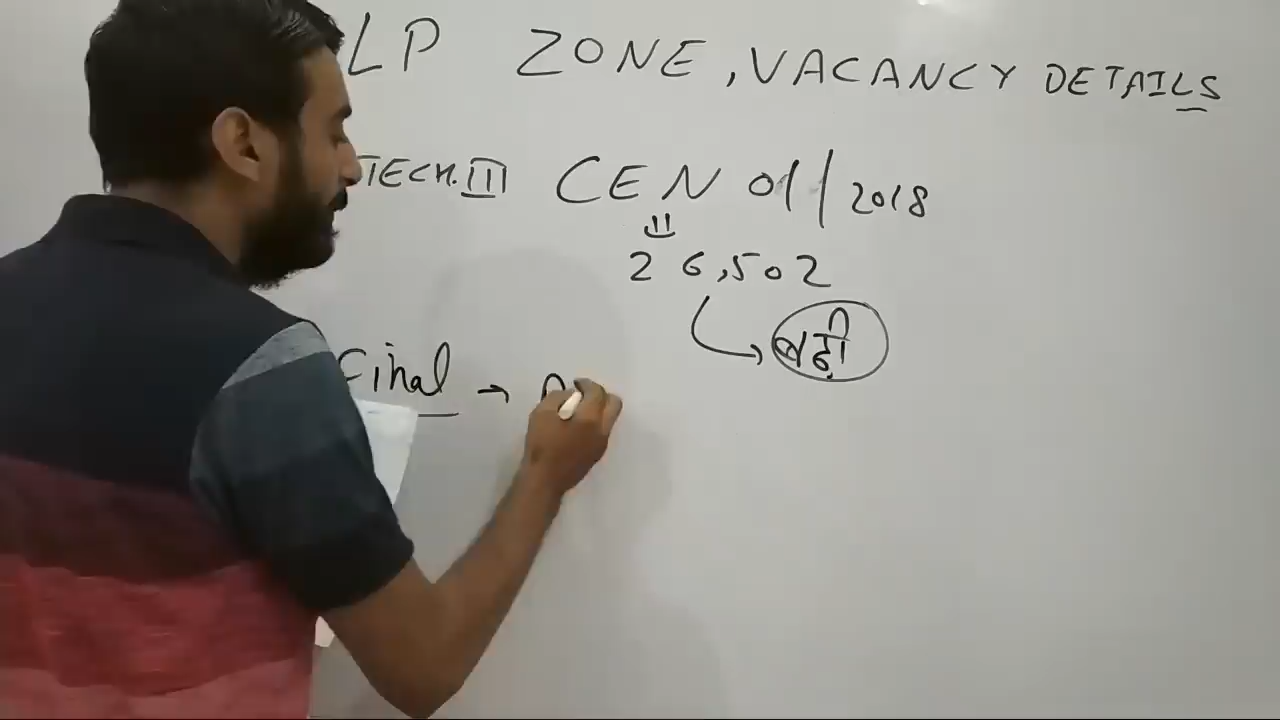 LP ZONE, VACANCY DETAILS
TECH.III CEN 01/2018
26,502
बढ़ी
Final →